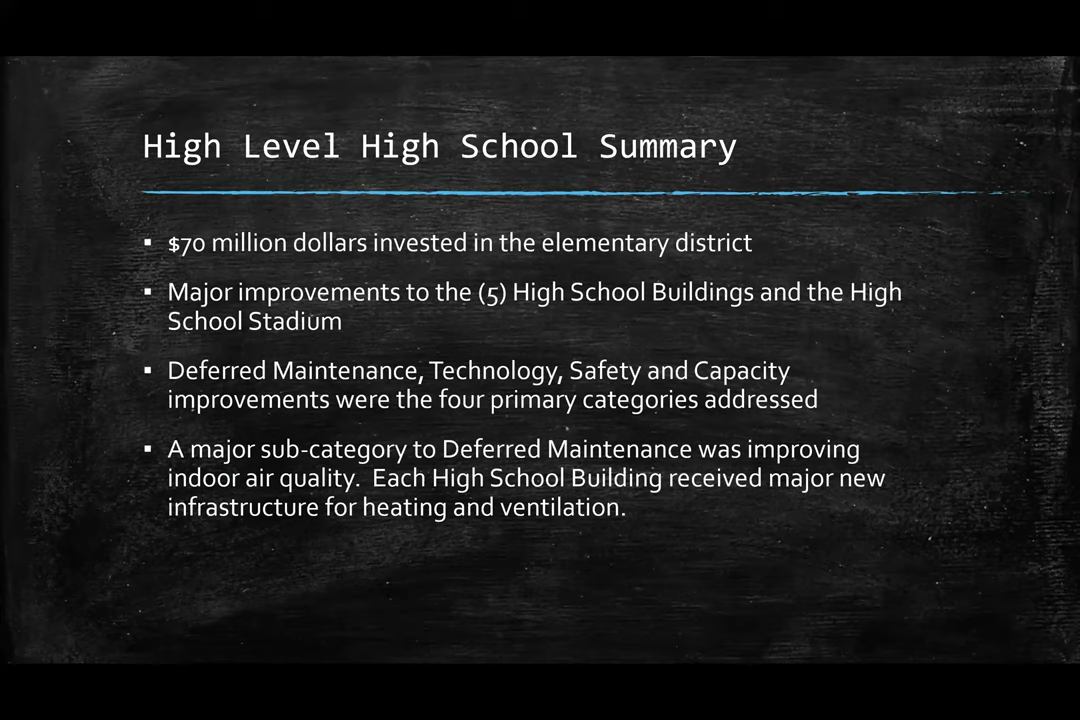 High Level High School Summary
▪ $70 million dollars invested in the elementary district
▪ Major improvements to the (5) High School Buildings and the High
School Stadium
▪ Deferred Maintenance, Technology, Safety and Capacity
improvements were the four primary categories addressed
▪ A major sub-category to Deferred Maintenance was improving
indoor air quality.  Each High School Building received major new
infrastructure for heating and ventilation.